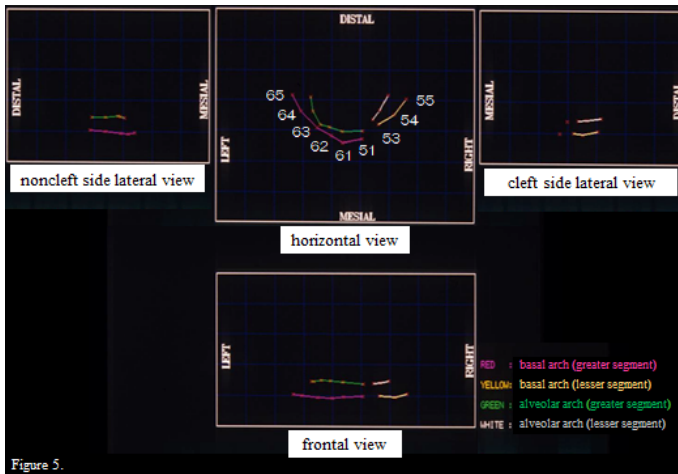 DISTAL
MESIAL
noncleft side lateral view
DISTAL
LEFT
RIGHT
MESIAL
65
64
63
62
61
51
53
54
55
horizontal view
MESIAL
cleft side lateral view
LEFT
RIGHT
frontal view
RED : basal arch (greater segment)
YELLOW: basal arch (lesser segment)
GREEN : alveolar arch (greater segment)
WHITE : alveolar arch (lesser segment)
Figure 5.